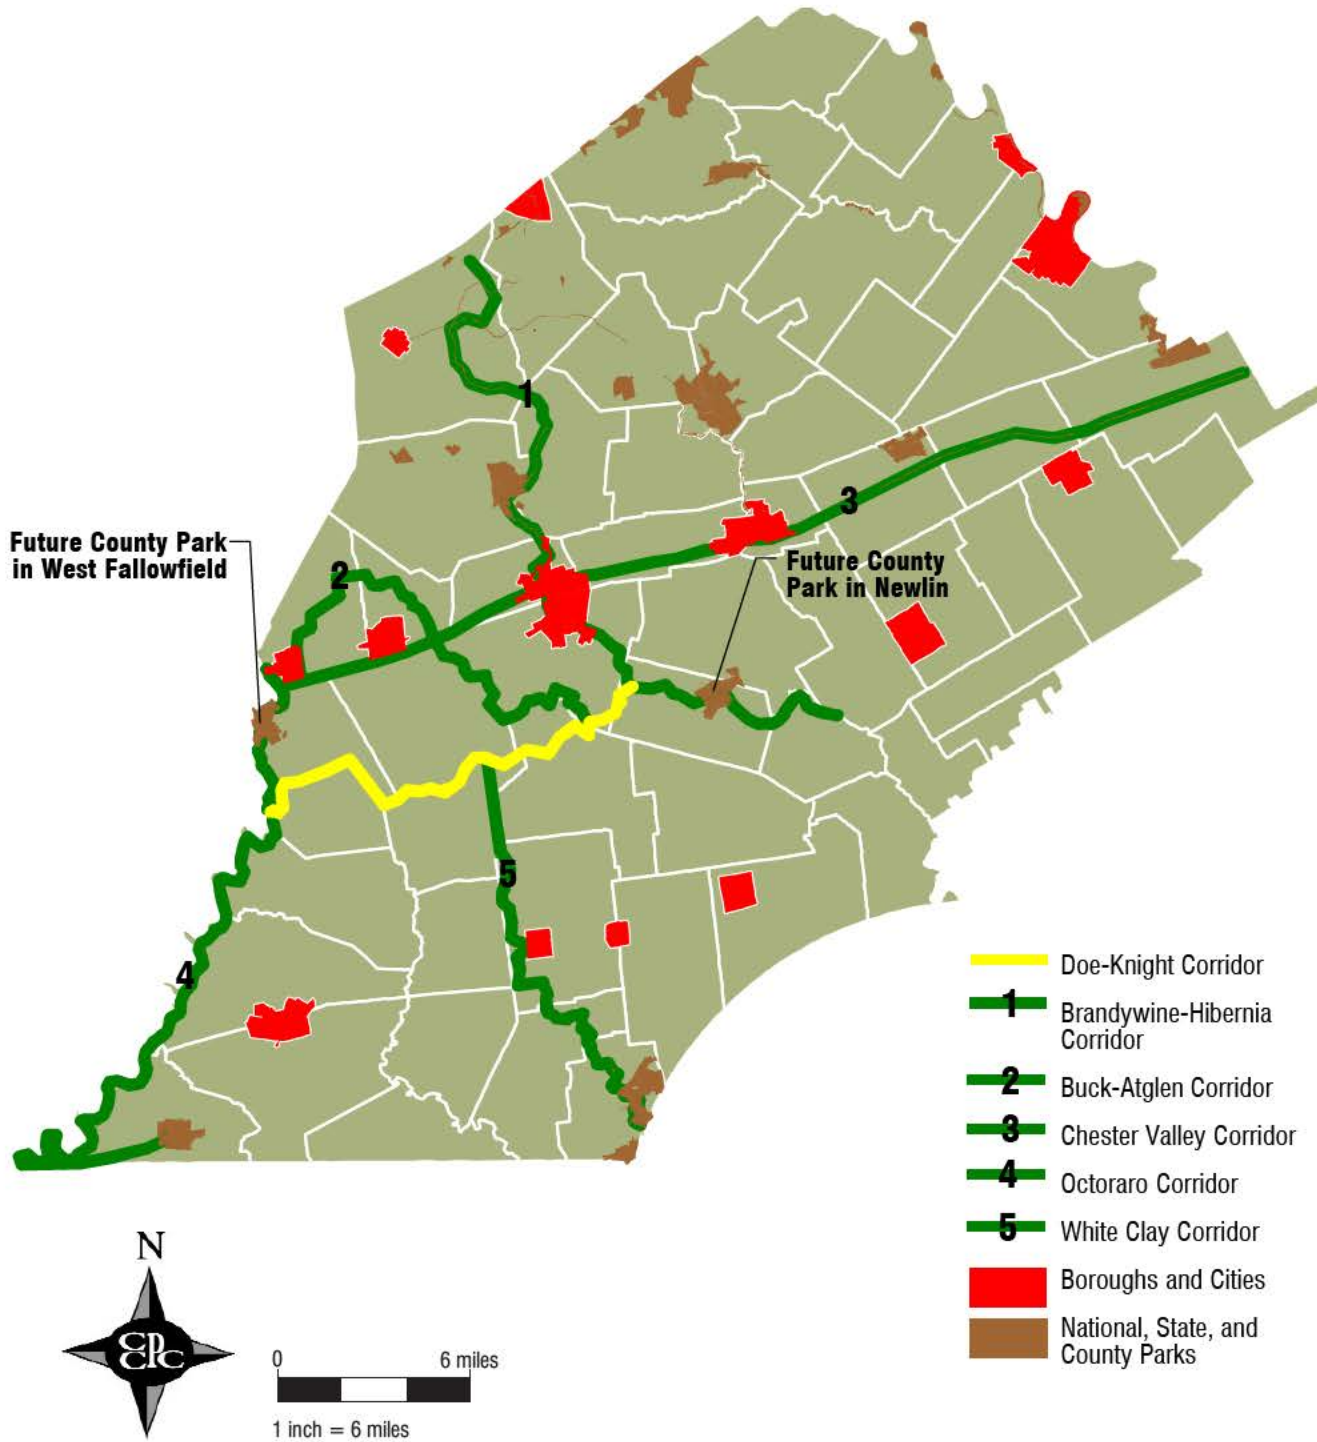 1
Future County Park
in West Fallowfield
2
3
Future County
Park in Newlin
5
4
Doe-Knight Corridor
1 Brandywine-Hibernia
Corridor
2 Buck-Atglen Corridor
3 Chester Valley Corridor
4 Octoraro Corridor
5 White Clay Corridor
Boroughs and Cities
National, State, and
County Parks
N
CCPC
0 6 miles
1 inch = 6 miles